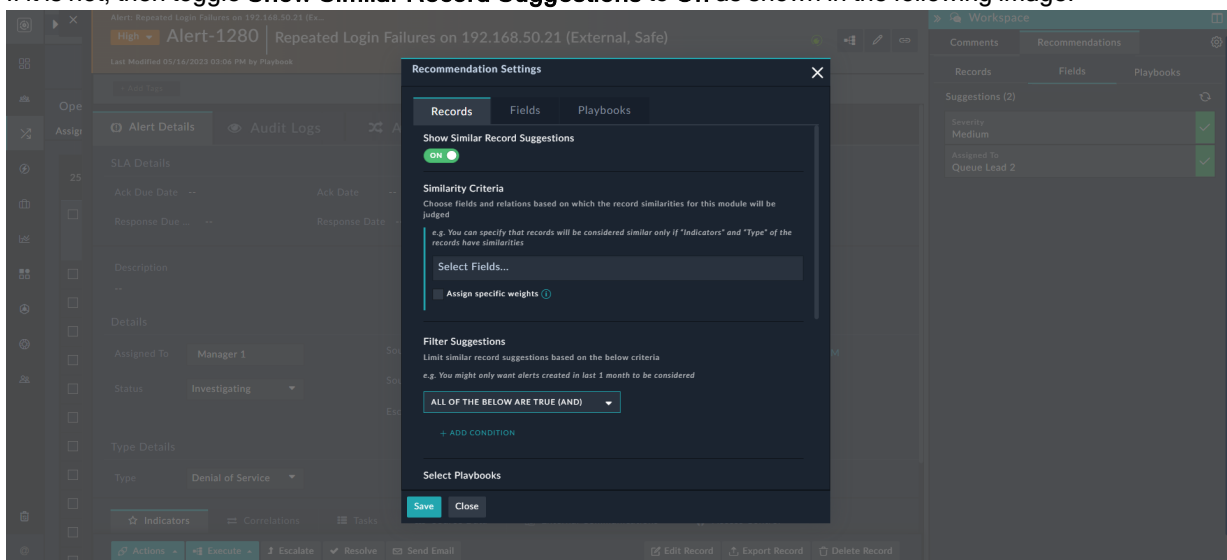 If it is not, then toggle Show Similar Record Suggestions to On as shown in the following image:
Alert: Repeated Login Failures on 192.168.50.21 (Ex...
High Alert-1280 Repeated Login Failures on 192.168.50.21 (External, Safe)
Last Modified 05/16/2023 03:06 PM by Playbook
+ Add Tags
Ope
Assign
25
Alert Details Audit Logs A
SLA Details
Ack Due Date -- Ack Date --
Response Due ... -- Response Date --
Description
--
Details
Assigned To Manager 1 Sou
Status Investigating Sou
Esc
Type Details
Type Denial of Service
Indicators Correlations Tasks
Actions Execute Escalate Resolve Send Email Edit Record Export Record Delete Record
Recommendation Settings
Records Fields Playbooks
Show Similar Record Suggestions
ON
Similarity Criteria
Choose fields and relations based on which the record similarities for this module will be
judged
e.g. You can specify that records will be considered similar only if "Indicators" and "Type" of the
records have similarities
Select Fields...
Assign specific weights
Filter Suggestions
Limit similar record suggestions based on the below criteria
e.g. You might only want alerts created in last 1 month to be considered
ALL OF THE BELOW ARE TRUE (AND)
+ ADD CONDITION
Select Playbooks
Save Close
Workspace
Comments Recommendations
Records Fields Playbooks
Suggestions (2)
Severity
Medium
Assigned To
Queue Lead 2